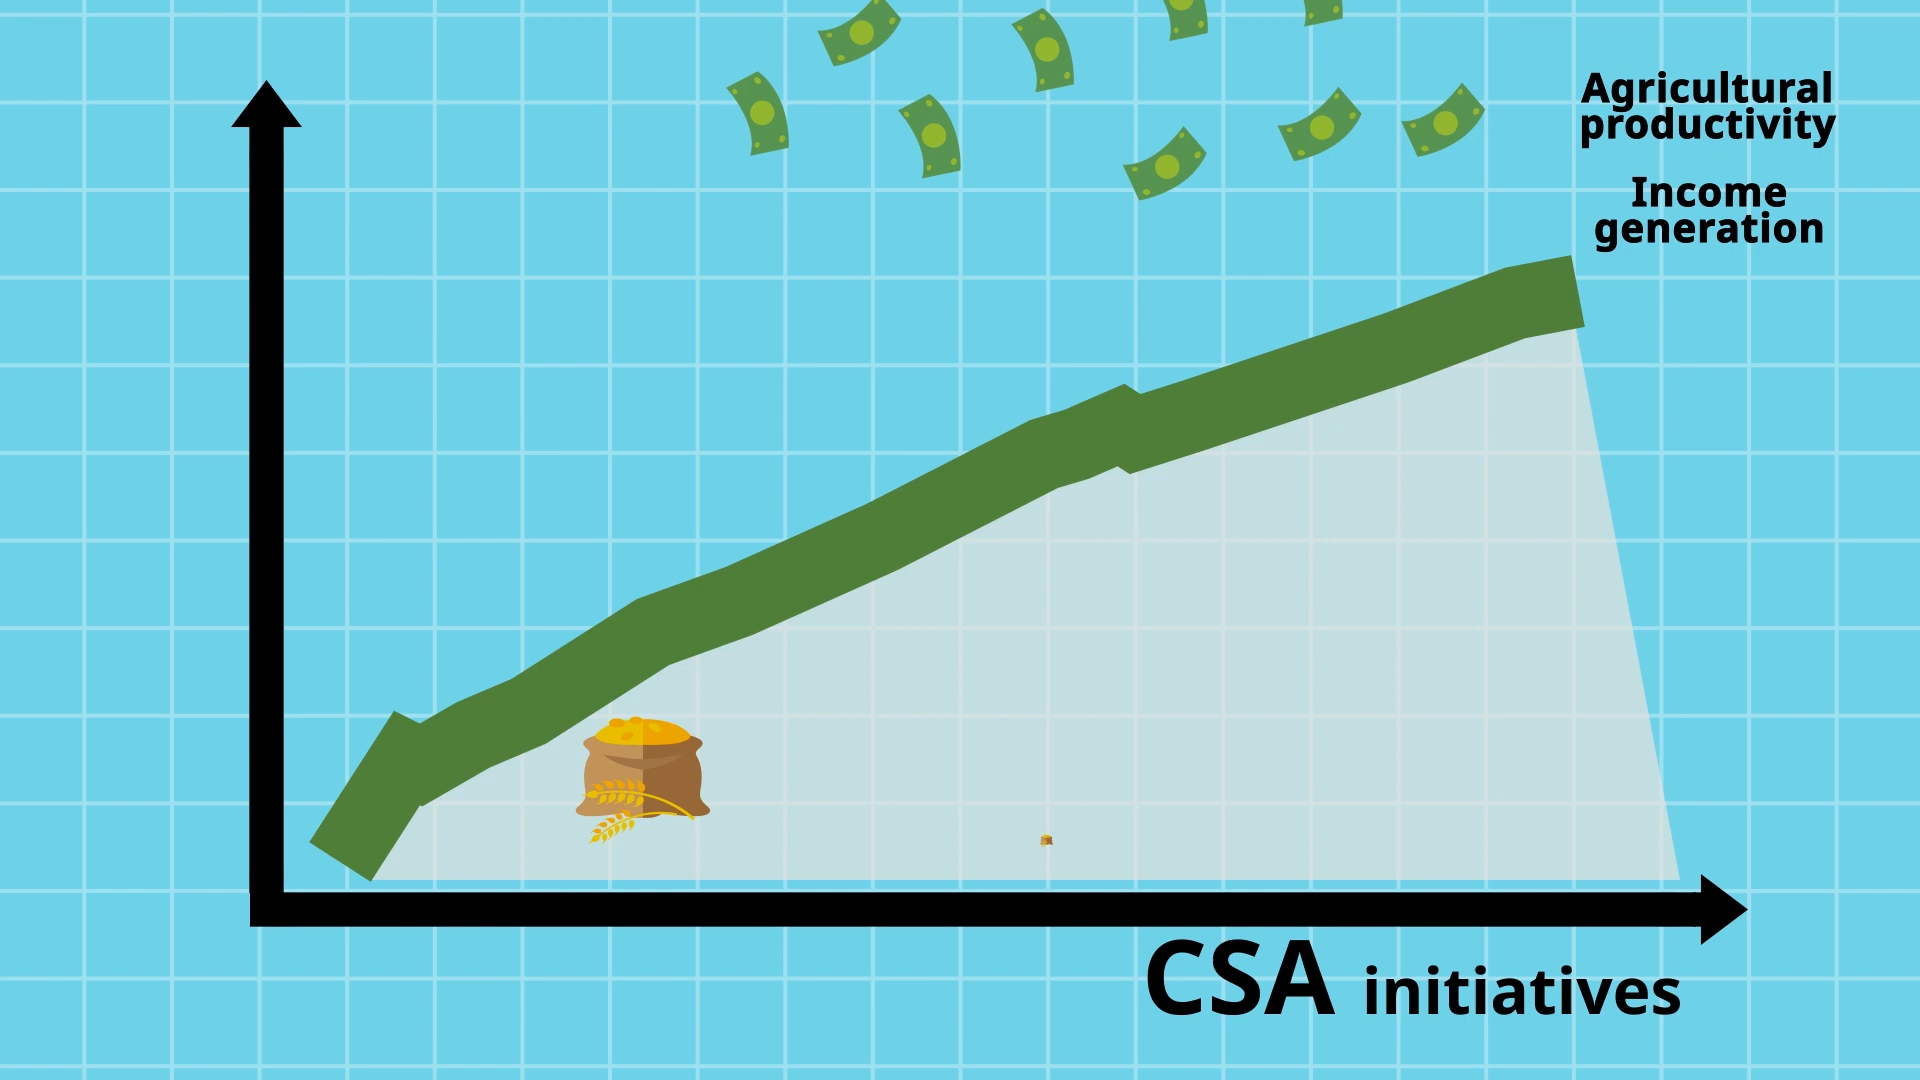 Agricultural
productivity
Income
generation
CSA initiatives